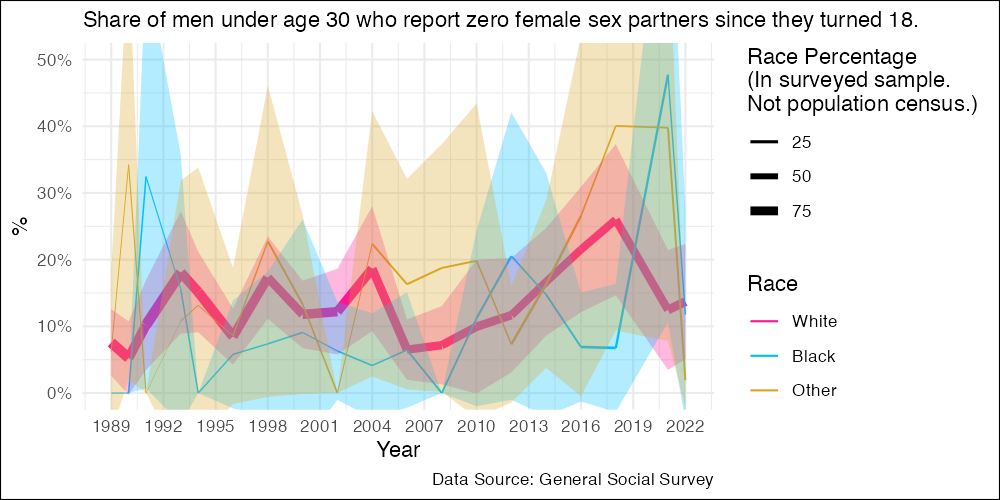 Share of men under age 30 who report zero female sex partners since they turned 18.
50%
40%
30%
20%
10%
0%
%
1989 1992 1995 1998 2001 2004 2007 2010 2013 2016 2019 2022
Year
Data Source: General Social Survey
Race Percentage
(In surveyed sample.
Not population census.)
25
50
75
Race
White
Black
Other